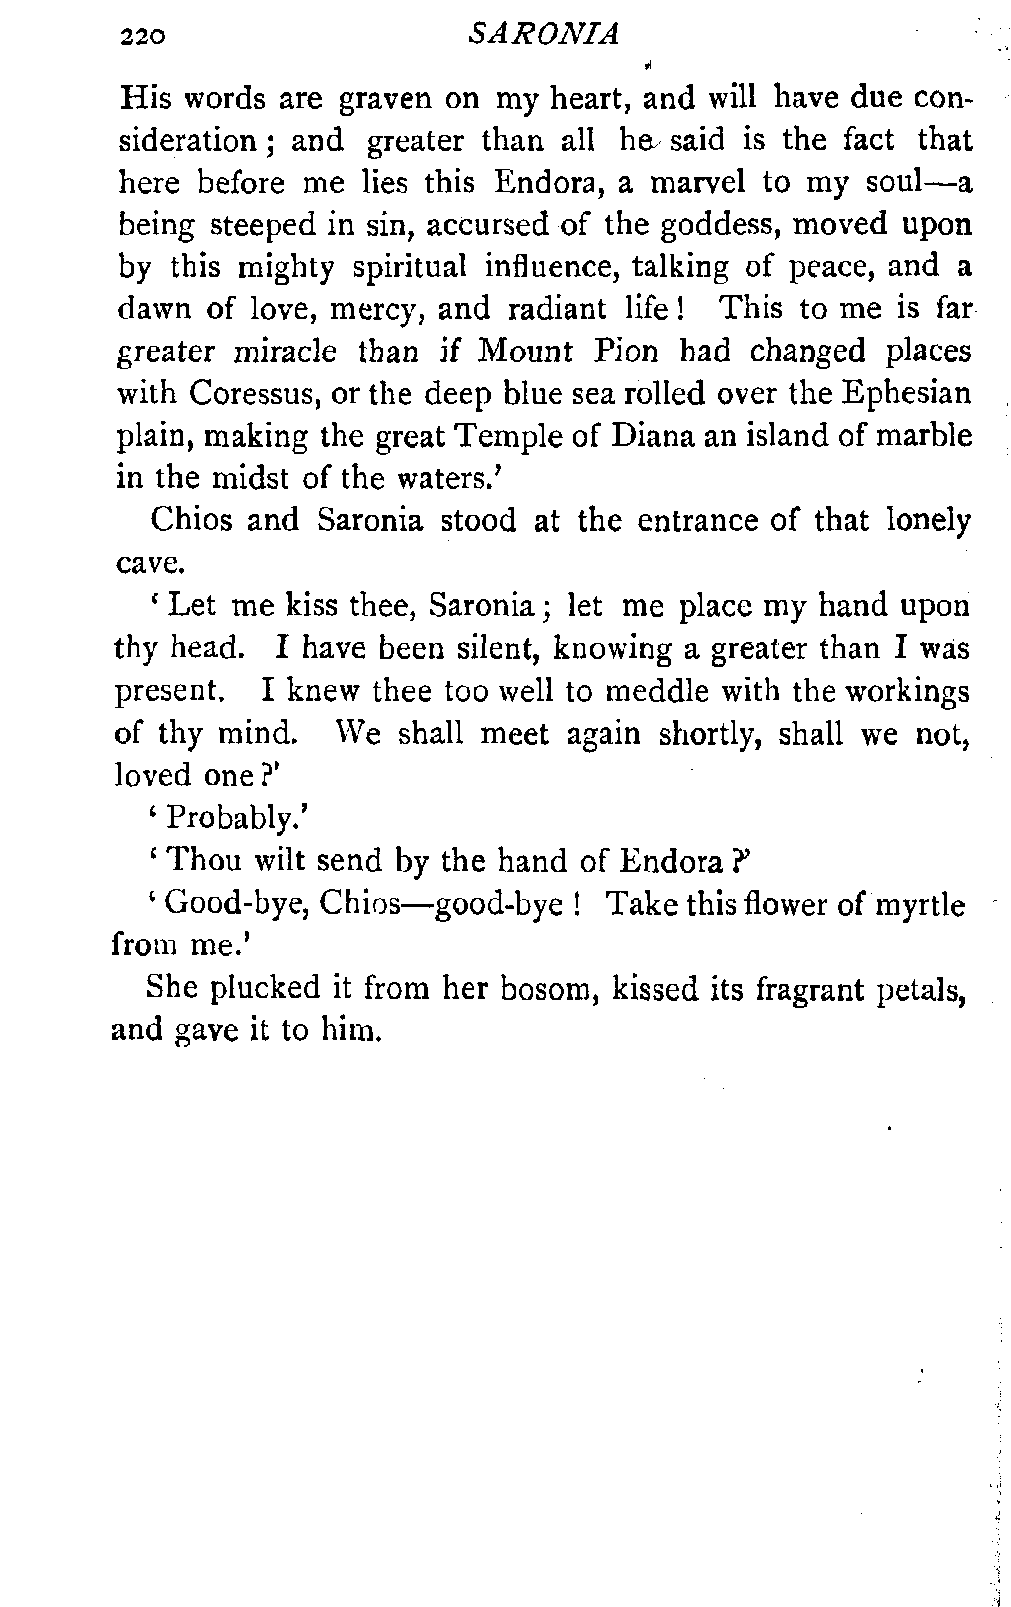 220 SARONIA
His words are graven on my heart, and will have due con-
sideration ; and greater than all he said is the fact that
here before me lies this Endora, a marvel to my soul—a
being steeped in sin, accursed of the goddess, moved upon
by this mighty spiritual influence, talking of peace, and a
dawn of love, mercy, and radiant life ! This to me is far
greater miracle than if Mount Pion had changed places
with Coressus, or the deep blue sea rolled over the Ephesian
plain, making the great Temple of Diana an island of marble
in the midst of the waters.'
Chios and Saronia stood at the entrance of that lonely
cave.
‘ Let me kiss thee, Saronia ; let me place my hand upon
thy head. I have been silent, knowing a greater than I was
present. I knew thee too well to meddle with the workings
of thy mind. We shall meet again shortly, shall we not,
loved one ?'
‘ Probably.'
‘ Thou wilt send by the hand of Endora ?'
‘ Good-bye, Chios—good-bye ! Take this flower of myrtle
from me.'
She plucked it from her bosom, kissed its fragrant petals,
and gave it to him.